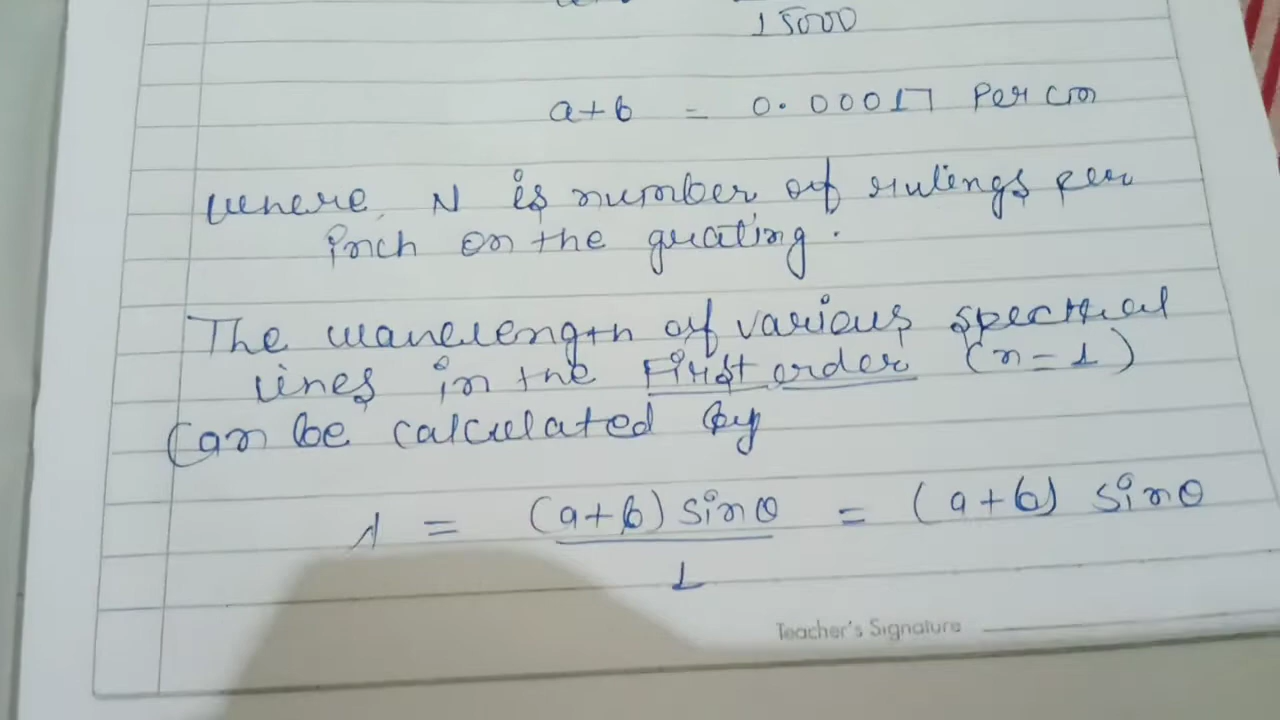 15000
a+b = 0.00017 Per cm
where, N is number of rulings per
inch on the grating.
The wavelength of various spectral
lines in the First order (n=1)
Can be calculated by
λ = (a+b) sinθ = (a+b) sinθ
1
Teacher's Signature